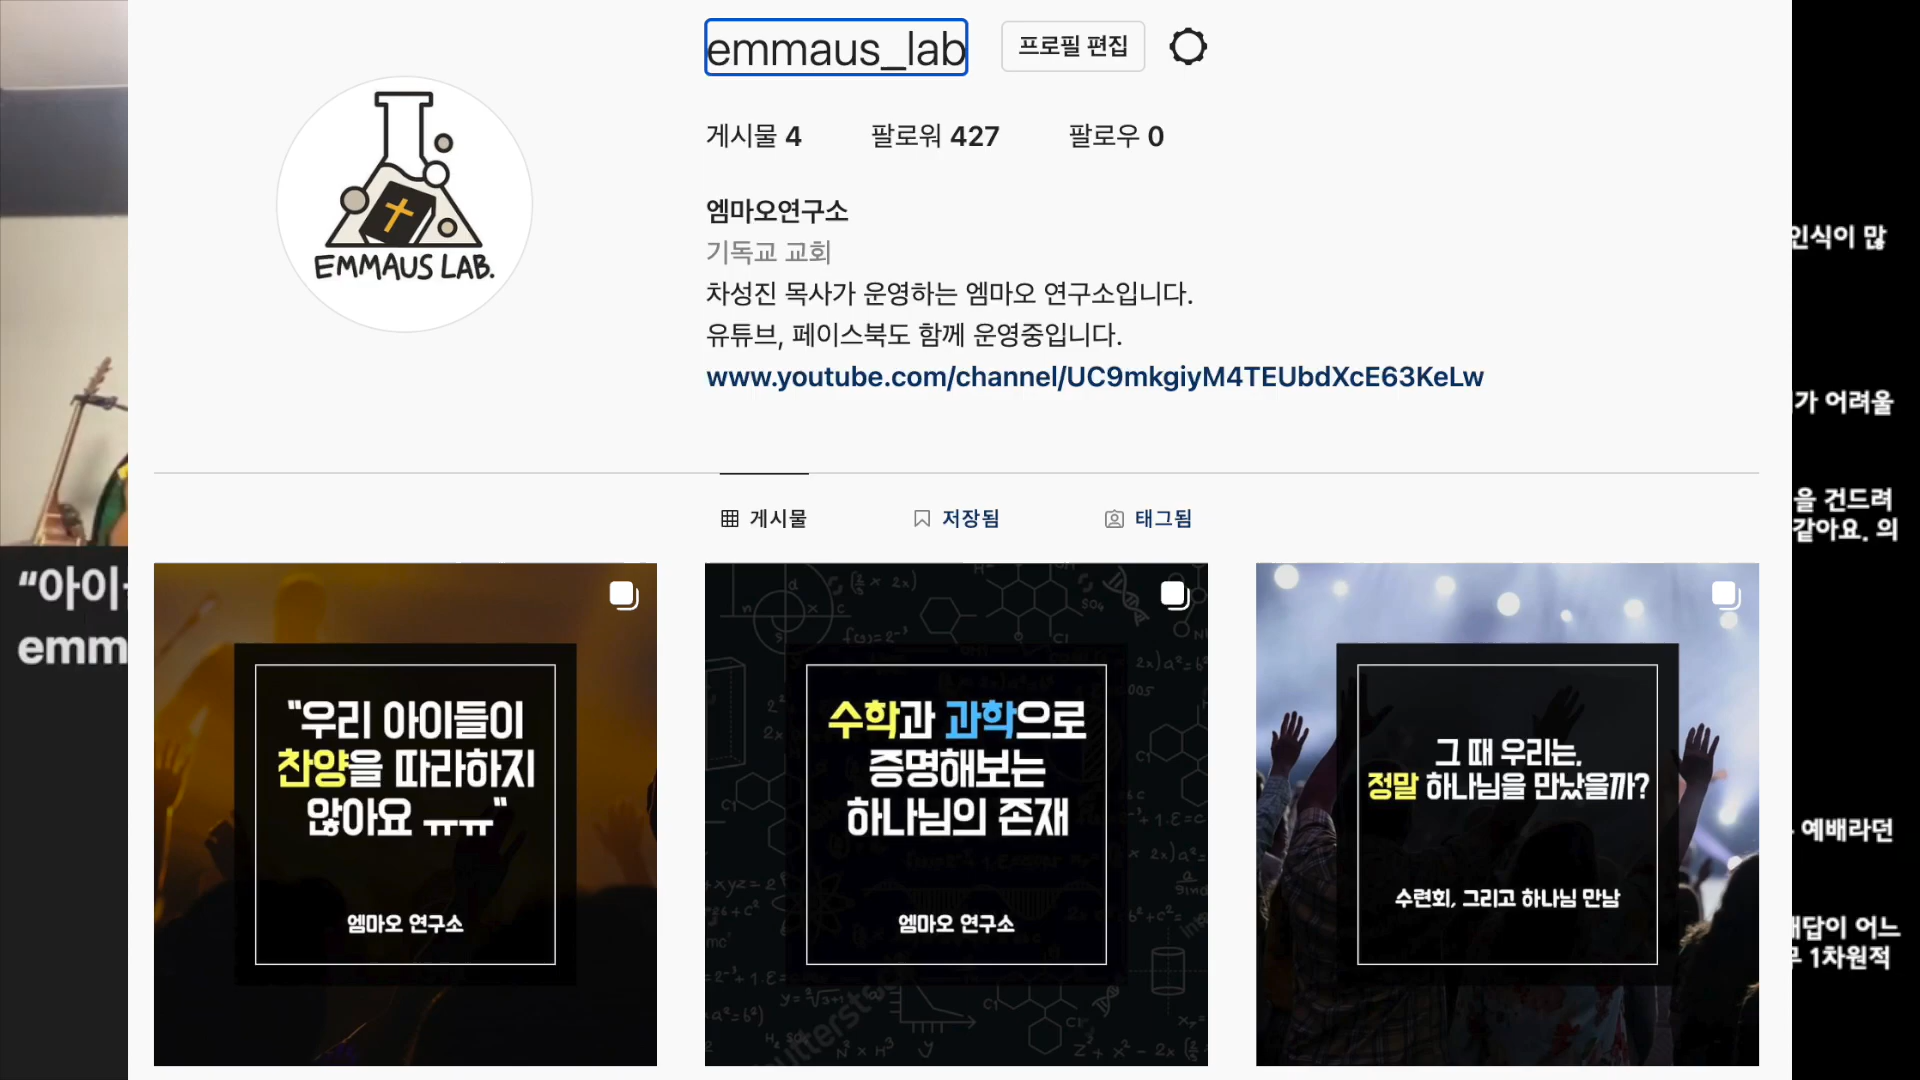 emmaus_lab
프로필 편집
게시물 4
팔로워 427
팔로우 0
EMMAUS LAB.
엠마오연구소
기독교 교회
차성진 목사가 운영하는 엠마오 연구소입니다.
유튜브, 페이스북도 함께 운영중입니다.
www.youtube.com/channel/UC9mkgiyM4TEUbdXcE63KeLw
게시물
저장됨
태그됨
"우리 아이들이
찬양을 따라하지
않아요 ㅠㅠ"
엠마오 연구소
수학과 과학으로
증명해보는
하나님의 존재
엠마오 연구소
그 때 우리는,
정말 하나님을 만났을까?
수련회, 그리고 하나님 만남
“아이
emm
인식이 많
가 어려울
을 건드려
같아요. 의
예배라던
대답이 어느
1차원적